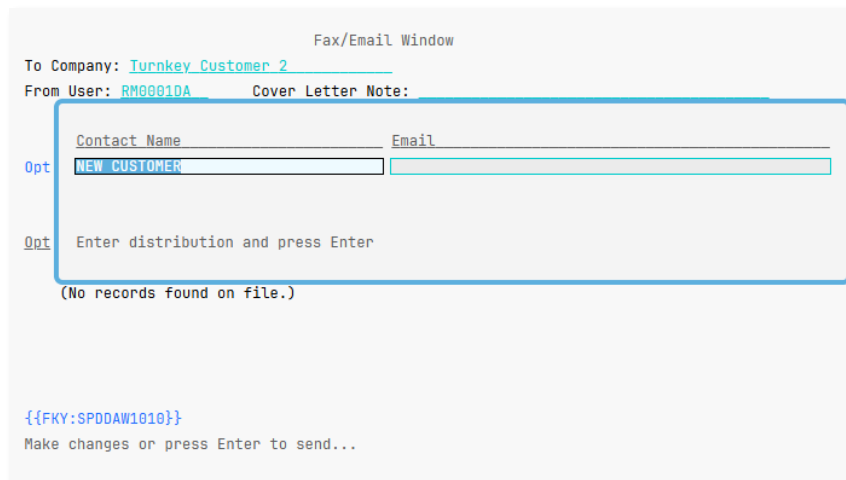 Fax/Email Window
To Company: Turnkey Customer 2
From User: RM0001DA Cover Letter Note:
Contact Name Email
Opt NEW CUSTOMER
Opt Enter distribution and press Enter
(No records found on file.)
{{FKY:SPDDAW1010}}
Make changes or press Enter to send...